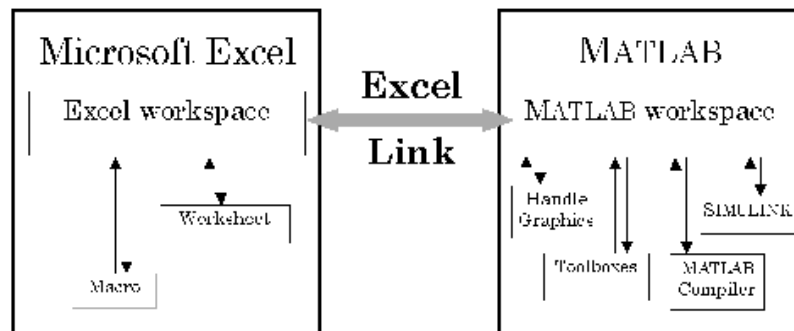 Microsoft Excel
Excel workspace
Worksheet
Macro
Excel
Link
MATLAB
MATLAB workspace
Handle
Graphics
SIMULINK
Toolboxes
MATLAB
Compiler